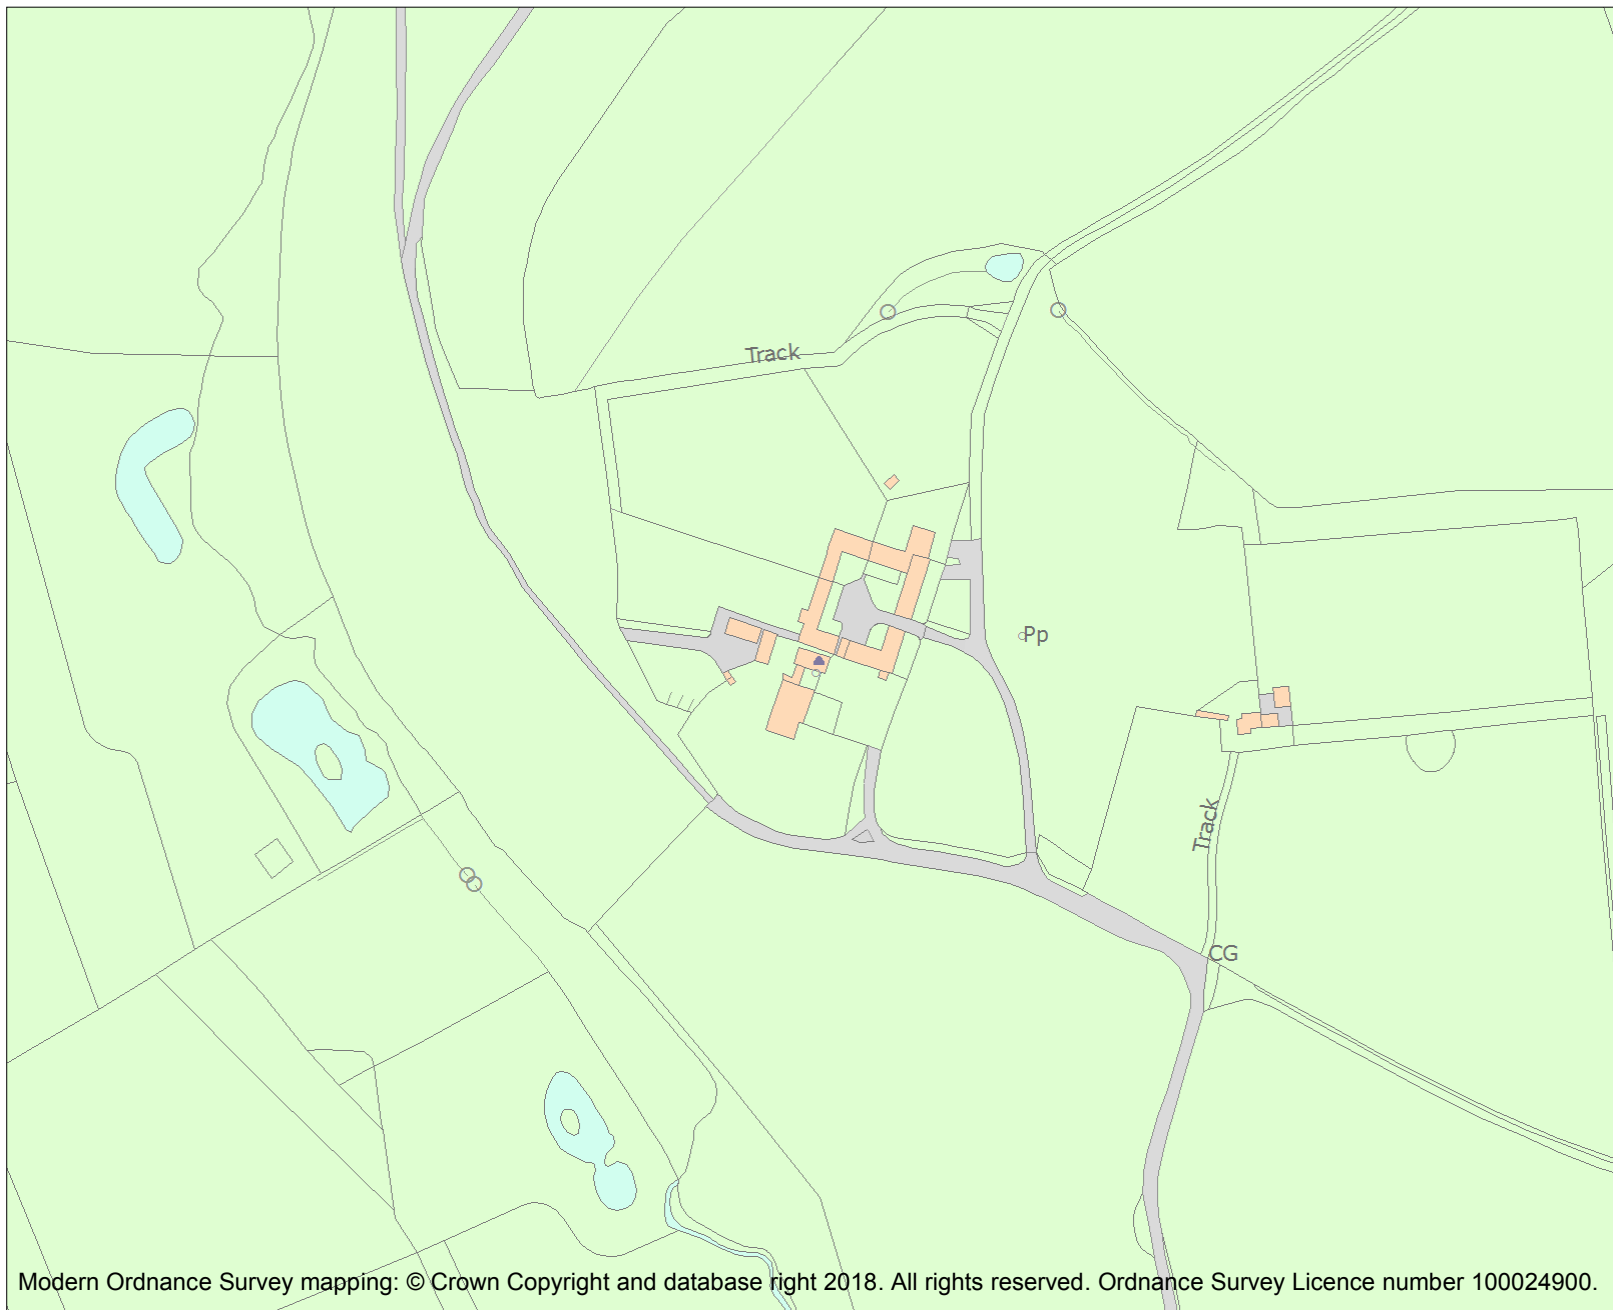 Track
Pp
Track
CG
Modern Ordnance Survey mapping: © Crown Copyright and database right 2018. All rights reserved. Ordnance Survey Licence number 100024900.